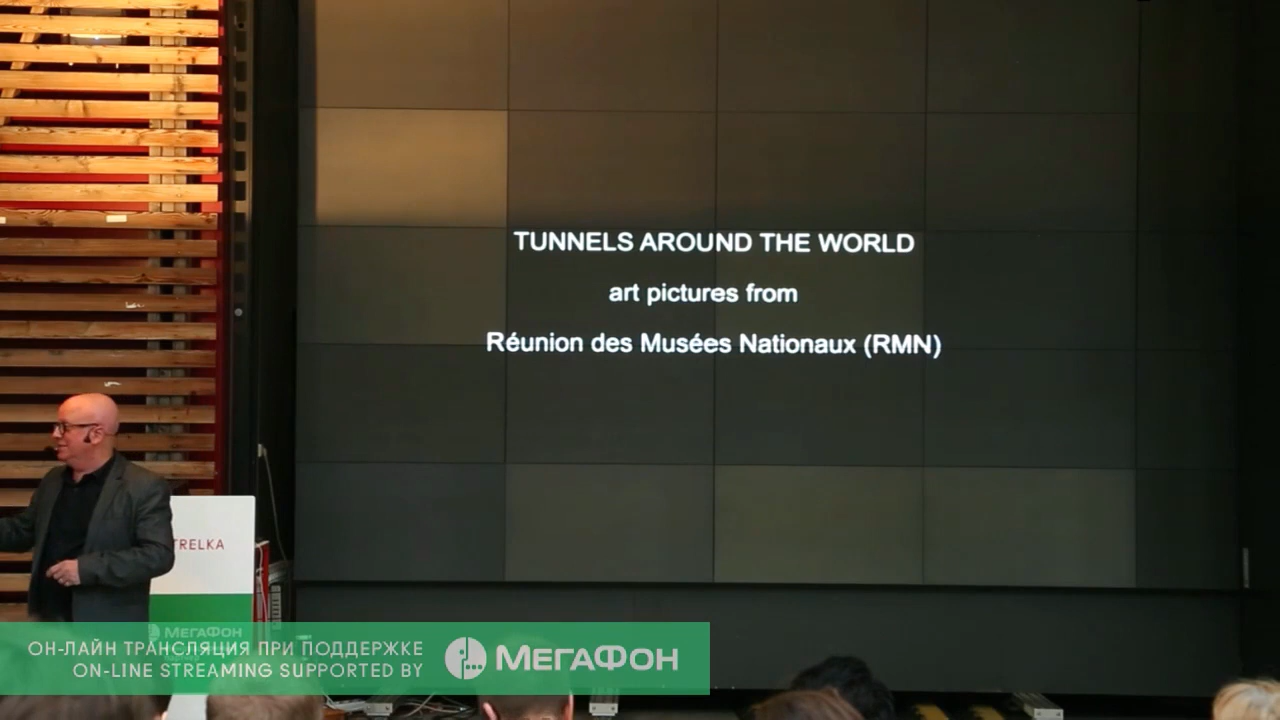 TUNNELS AROUND THE WORLD
art pictures from
Réunion des Musées Nationaux (RMN)
TRELKA
МЕГАФОН
ОН-ЛАЙН ТРАНСЛЯЦИЯ ПРИ ПОДДЕРЖКЕ
ON-LINE STREAMING SUPPORTED BY
МЕГАФОН